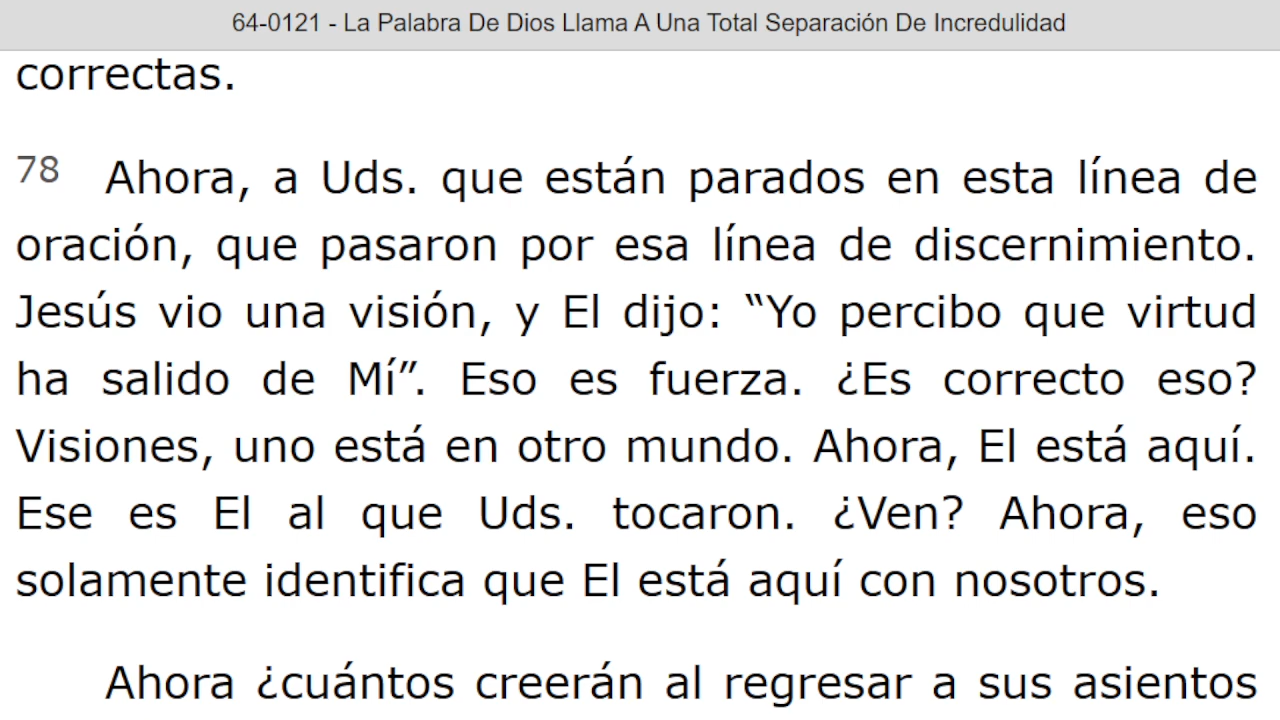 64-0121 - La Palabra De Dios Llama A Una Total Separación De Incredulidad
correctas.
78 Ahora, a Uds. que están parados en esta línea de
oración, que pasaron por esa línea de discernimiento.
Jesús vio una visión, y El dijo: “Yo percibo que virtud
ha salido de Mí”. Eso es fuerza. ¿Es correcto eso?
Visiones, uno está en otro mundo. Ahora, El está aquí.
Ese es El al que Uds. tocaron. ¿Ven? Ahora, eso
solamente identifica que El está aquí con nosotros.
Ahora ¿cuántos creerán al regresar a sus asientos